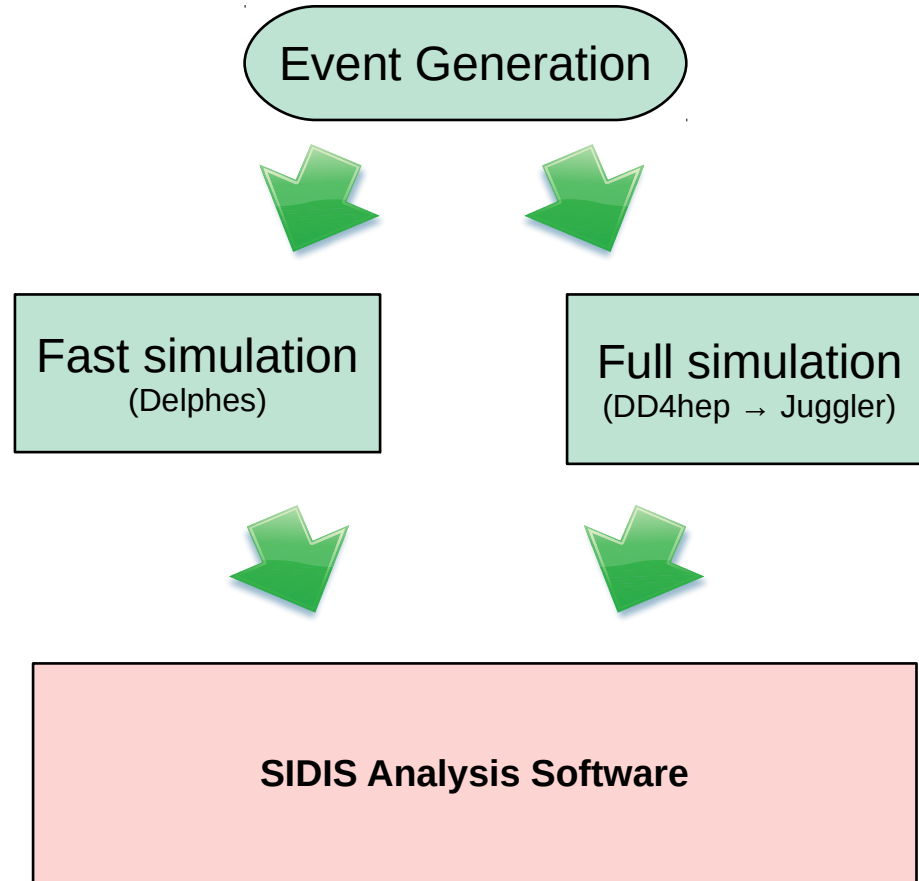 Event Generation
Fast simulation
(Delphes)
Full simulation
(DD4hep → Juggler)
SIDIS Analysis Software